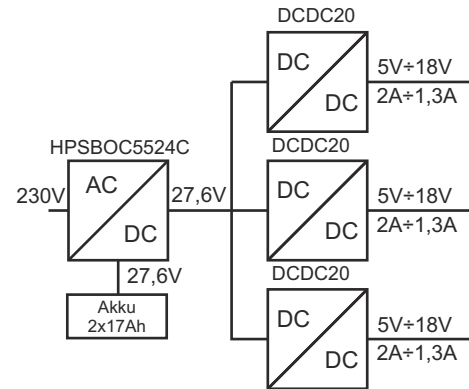 DCDC20
DC
DC
5V÷18V
2A÷1,3A
HPSBOC5524C
230V
AC
DC
27,6V
27,6V
Akku
2x17Ah
DCDC20
DC
DC
5V÷18V
2A÷1,3A
DCDC20
DC
DC
5V÷18V
2A÷1,3A